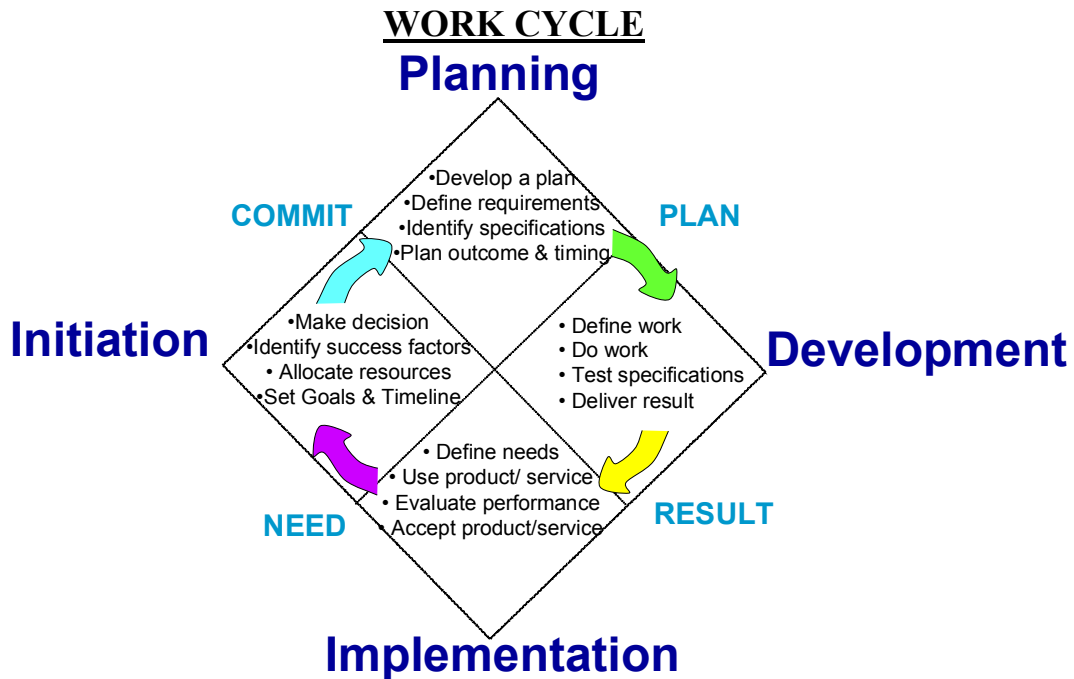 WORK CYCLE
Planning
•Develop a plan
•Define requirements
•Identify specifications
•Plan outcome & timing
COMMIT
PLAN
Initiation
•Make decision
•Identify success factors
• Allocate resources
•Set Goals & Timeline
• Define work
• Do work
• Test specifications
• Deliver result
Development
• Define needs
• Use product/ service
• Evaluate performance
• Accept product/service
NEED
RESULT
Implementation